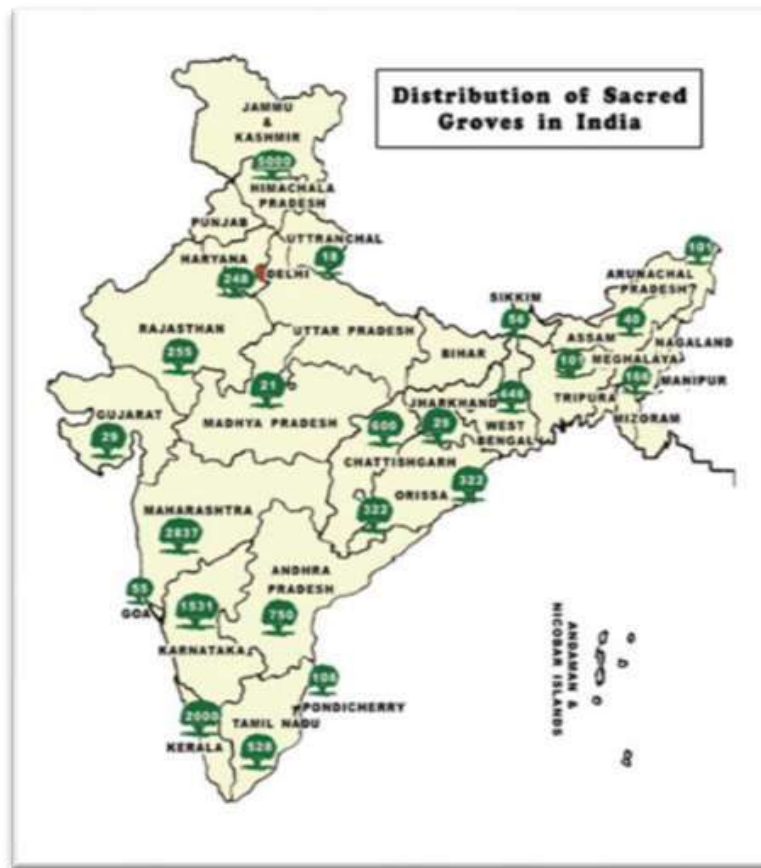 Distribution of Sacred
Groves in India
JAMMU
&
KASHMIR
5000
HIMACHALA
PRADESH
PUNJAB
UTTRANCHAL
18
HARYANA
248
DELHI
101
ARUNACHAL
PRADESH?
SIKKIM
56
40
RAJASTHAN
255
UTTAR PRADESH
ASSAM
NAGALAND
BIHAR
MEGHALAYA
MANIPUR
21
JHARKHAND
TRIPURA
GUJARAT
29
MADHYA PRADESH
600
29
WEST
BENGAL
MIZORAM
CHATTISHGARH
ORISSA
322
322
MAHARASHTRA
2837
ANDHRA
PRADESH
55
GOA
1531
750
KARNATAKA
ANDAMAN &
NICOBAR ISLANDS
PONDICHERRY
2000
TAMIL NADU
KERALA
528